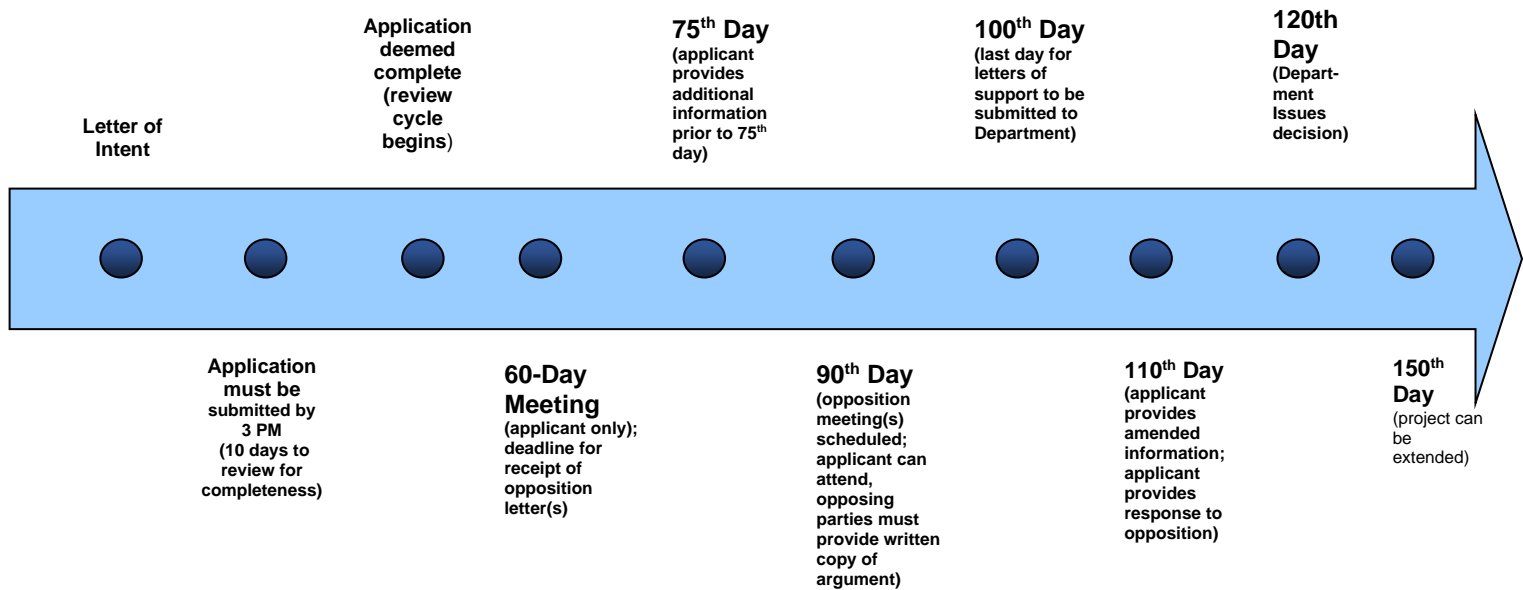 Letter of
Intent
Application
deemed
complete
(review
cycle
begins)
75th Day
(applicant
provides
additional
information
prior to 75th
day)
100th Day
(last day for
letters of
support to be
submitted to
Department)
120th
Day
(Depart-
ment
Issues
decision)
Application
must be
submitted by
3 PM
(10 days to
review for
completeness)
60-Day
Meeting
(applicant only);
deadline for
receipt of
opposition
letter(s)
90th Day
(opposition
meeting(s)
scheduled;
applicant can
attend,
opposing
parties must
provide written
copy of
argument)
110th Day
(applicant
provides
amended
information;
applicant
provides
response to
opposition)
150th
Day
(project can
be
extended)